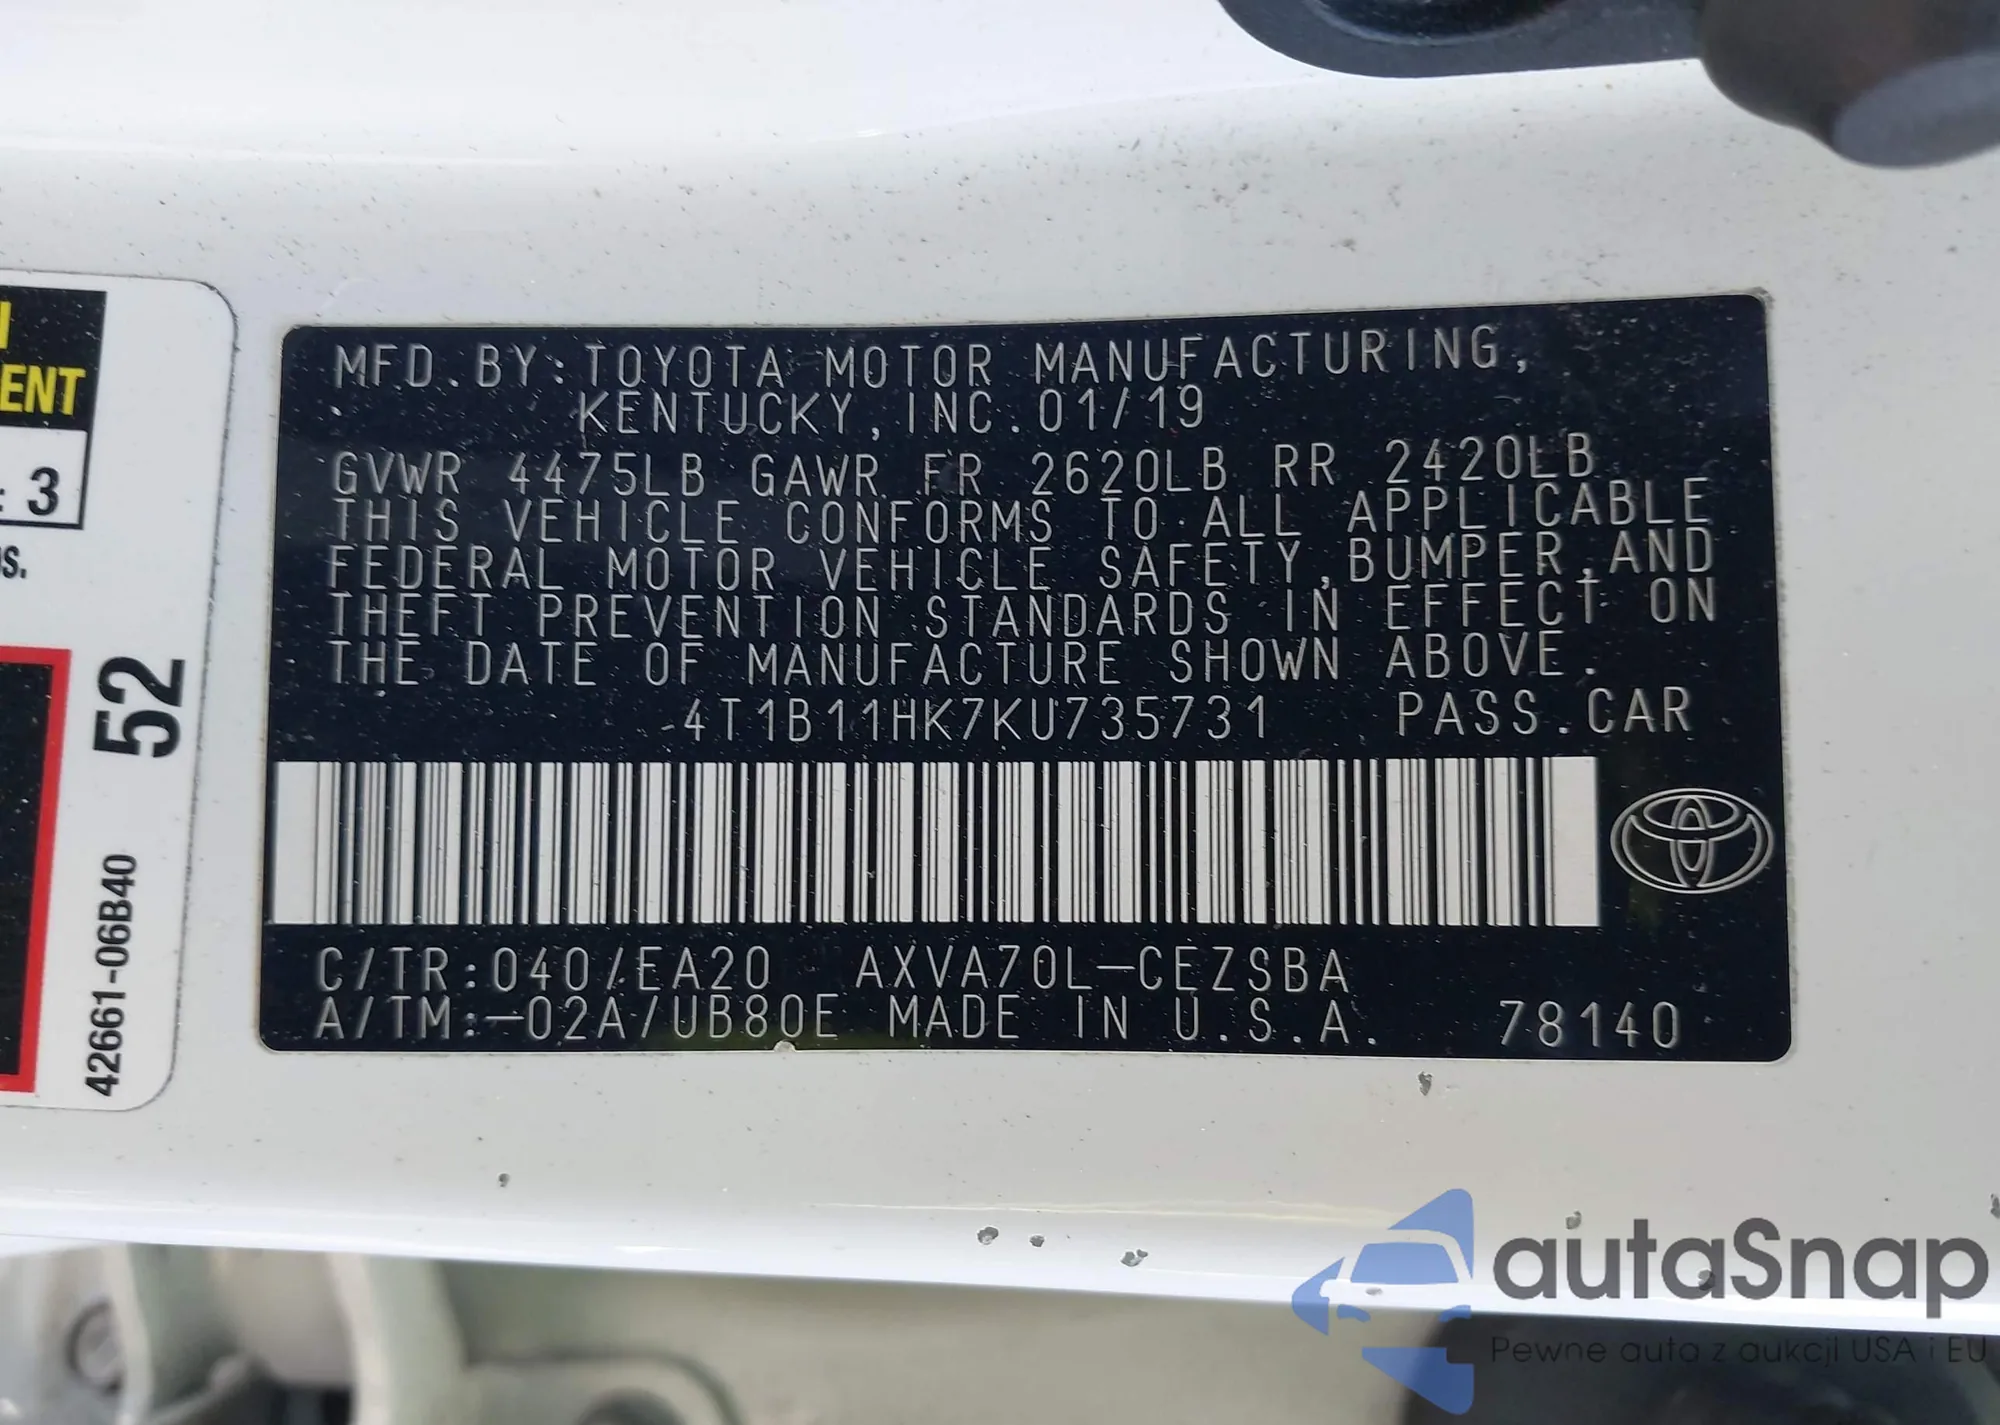 ENT
: 3
52
42661-06B40
MFD.BY:TOYOTA MOTOR MANUFACTURING,
KENTUCKY,INC.01/19
GVWR 4475LB GAWR FR 2620LB RR 2420LB
THIS VEHICLE CONFORMS TO ALL APPLICABLE
FEDERAL MOTOR VEHICLE SAFETY,BUMPER,AND
THEFT PREVENTION STANDARDS IN EFFECT ON
THE DATE OF MANUFACTURE SHOWN ABOVE.
4T1B11HK7KU735731 PASS.CAR
C/TR:040/EA20 AXVA70L-CEZSBA
A/TM:-02A/UB80E MADE IN U.S.A. 78140
autaSnap
Pewne auta z aukcji USA i EU